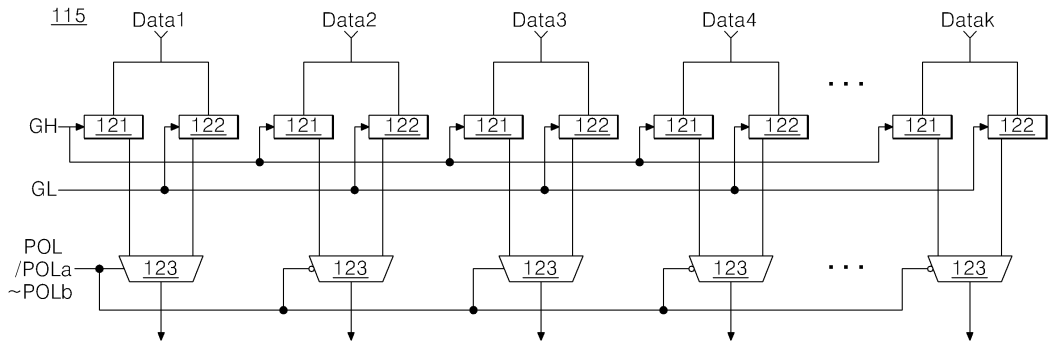 115
Data1 Data2 Data3 Data4 Datak
...
GH 121 122 121 122 121 122 121 122 121 122
GL
POL
/POLa
~POLb
123 123 123 123 ... 123